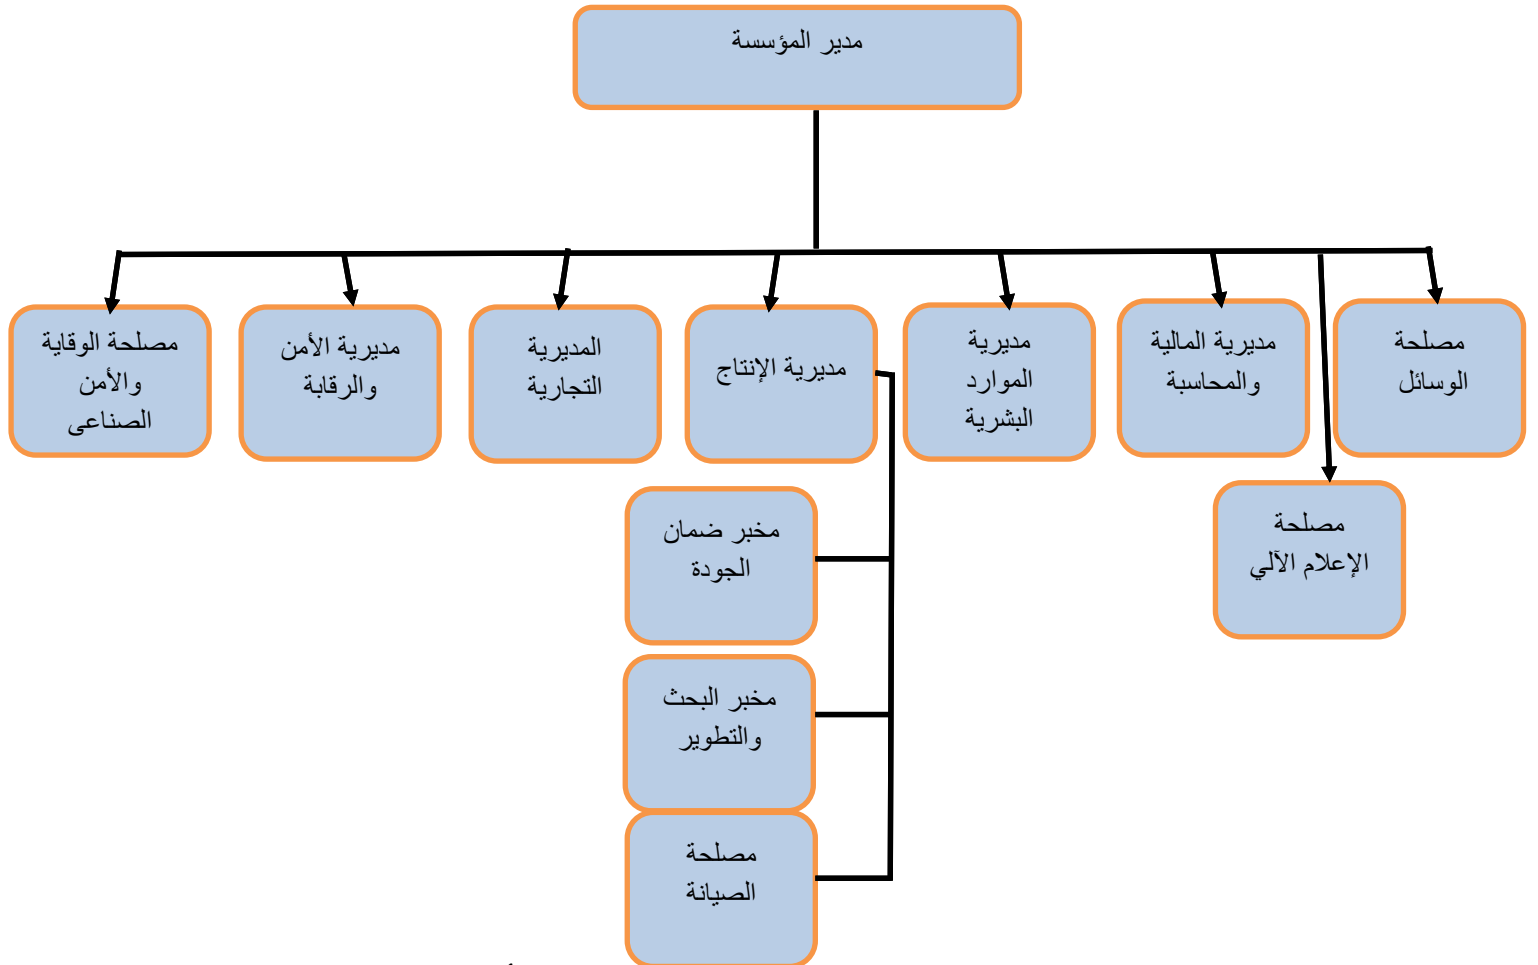 مدير المؤسسة
مصلحة
الوسائل
مديرية المالية
والمحاسبة
مديرية
الموارد
البشرية
مديرية الإنتاج
المديرية
التجارية
مديرية الأمن
والرقابة
مصلحة الوقاية
والأمن
الصناعى
مصلحة
الإعلام الآلي
مخبر ضمان
الجودة
مخبر البحث
والتطوير
مصلحة
الصيانة